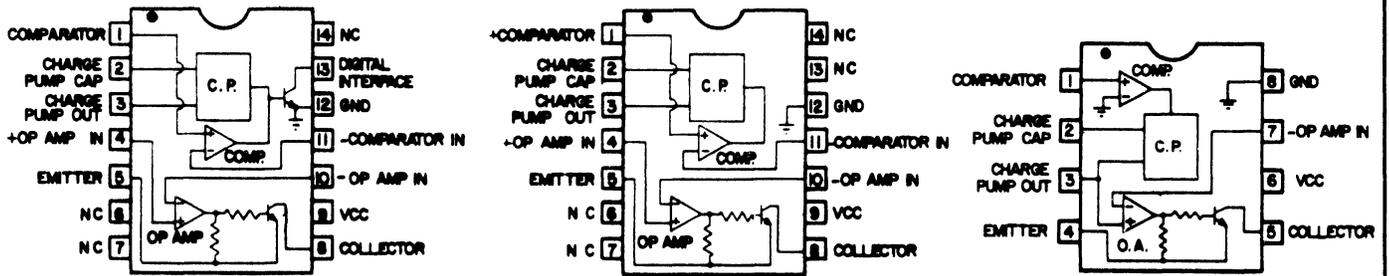 COMPARATOR 1
CHARGE PUMP CAP 2
CHARGE PUMP OUT 3
+OP AMP IN 4
EMITTER 5
N C 6
N C 7
14 NC
13 DIGITAL INTERFACE
12 GND
11 -COMPARATOR IN
10 -OP AMP IN
9 VCC
8 COLLECTOR
C.P.
COMP.
OP AMP
+COMPARATOR 1
CHARGE PUMP CAP 2
CHARGE PUMP OUT 3
+OP AMP IN 4
EMITTER 5
N C 6
N C 7
14 NC
13 NC
12 GND
11 -COMPARATOR IN
10 -OP AMP IN
9 VCC
8 COLLECTOR
C.P.
COMP.
OP AMP
COMPARATOR 1
CHARGE PUMP CAP 2
CHARGE PUMP OUT 3
EMITTER 4
8 GND
7 -OP AMP IN
6 VCC
5 COLLECTOR
COMP.
C.P.
O.A.